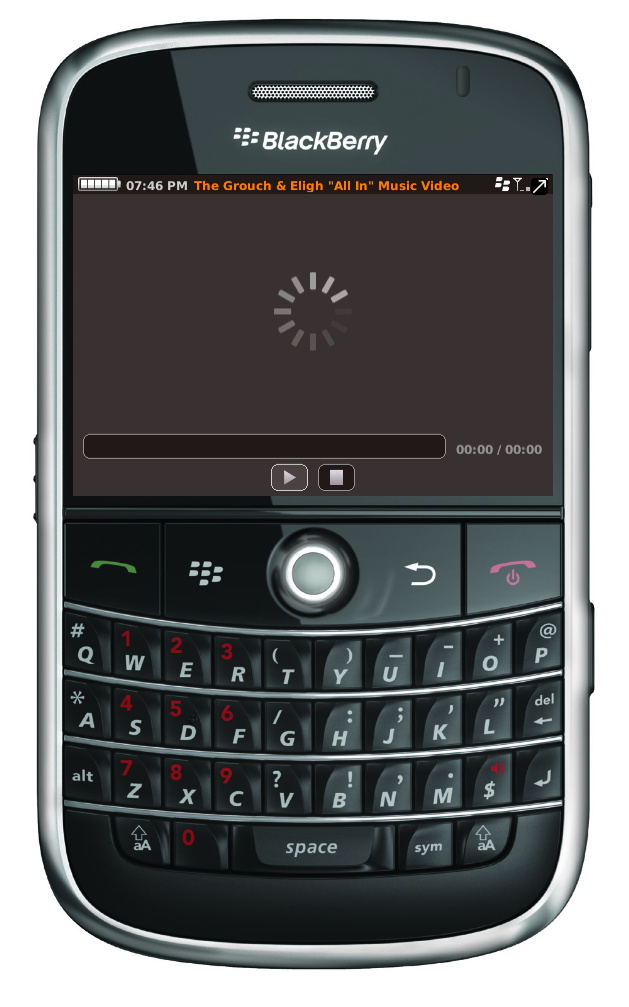 BlackBerry
07:46 PM The Grouch & Eligh "All In" Music Video
00:00 / 00:00
# Q 1 W 2 E 3 R ( T ) Y _ U - I + O @ P
* A 4 S 5 D 6 F / G : H ; J ' K " L del
alt 7 Z 8 X 9 C ? V ! B , N . M $
aA 0 space sym aA